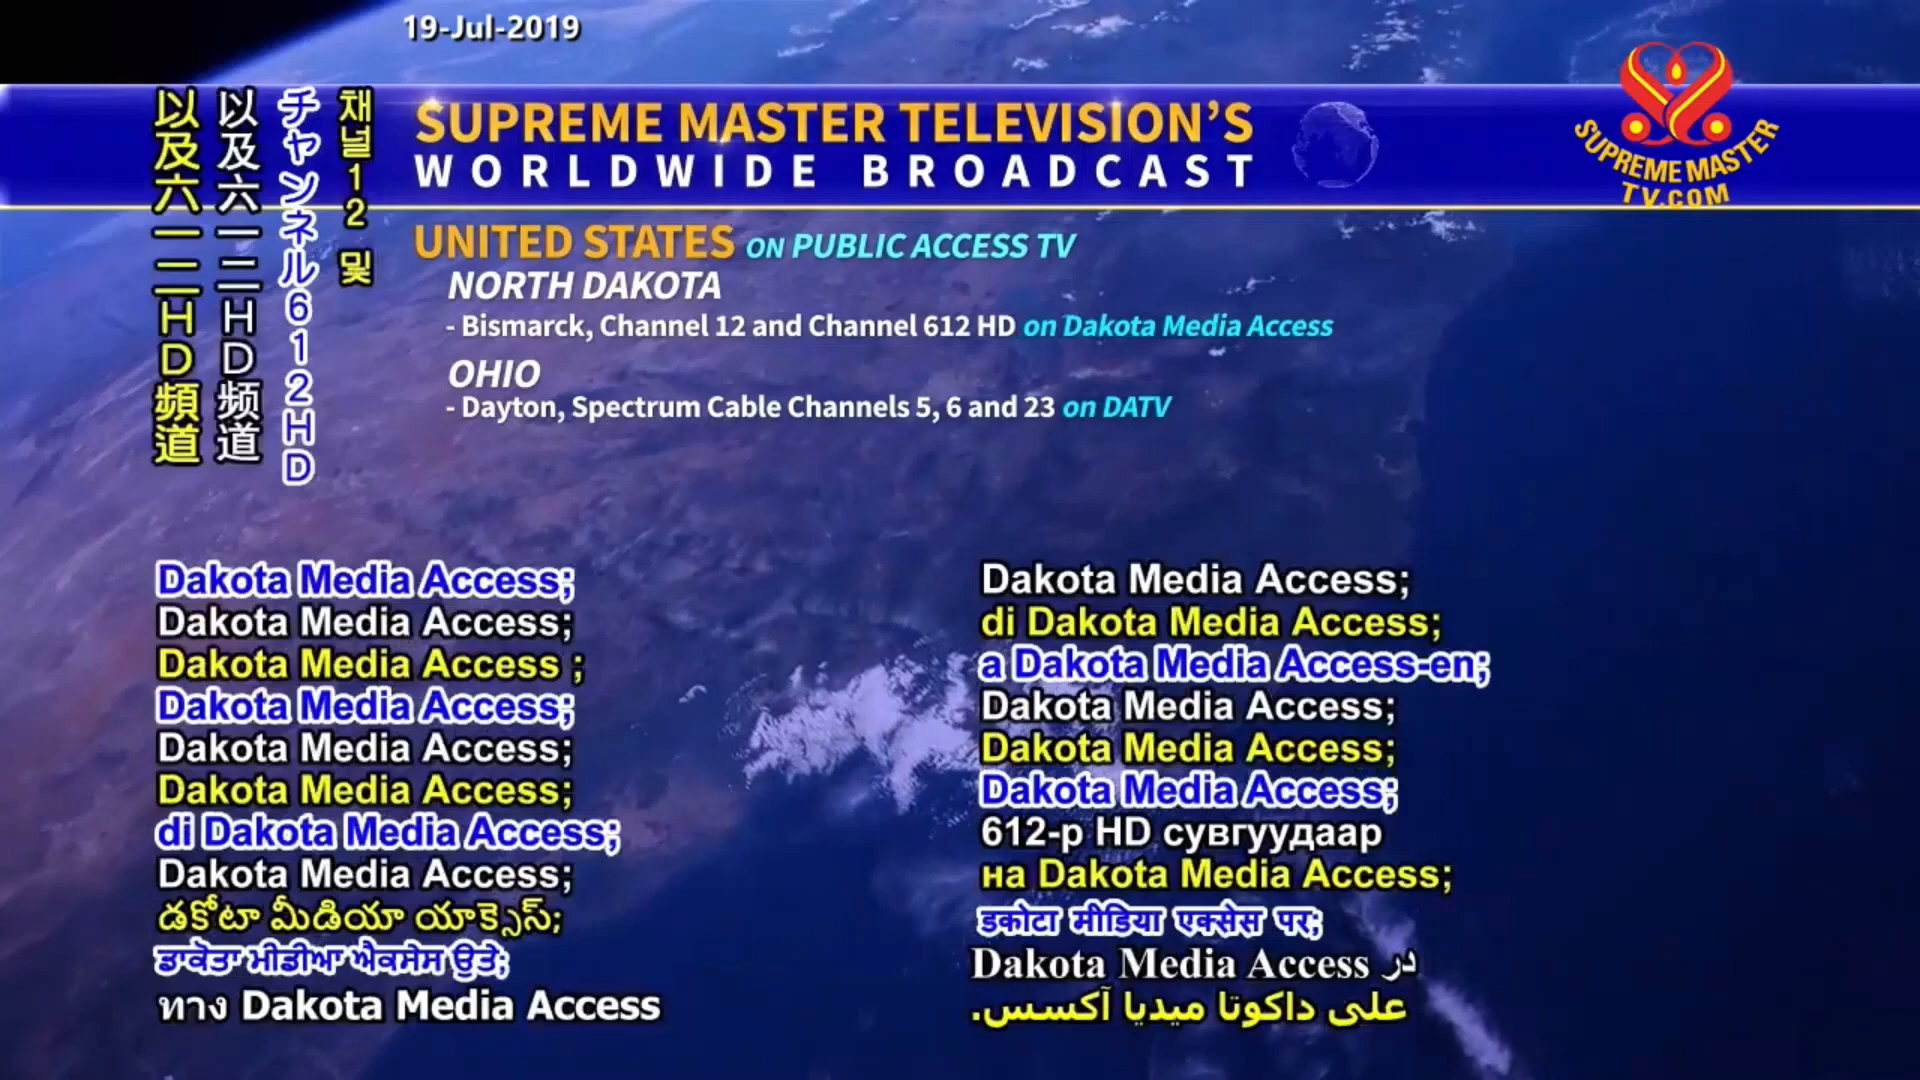 19-Jul-2019
SUPREME MASTER TELEVISION'S
WORLDWIDE BROADCAST
SUPREME MASTER
TV.COM
UNITED STATES ON PUBLIC ACCESS TV
NORTH DAKOTA
- Bismarck, Channel 12 and Channel 612 HD on Dakota Media Access
OHIO
- Dayton, Spectrum Cable Channels 5, 6 and 23 on DATV
채널12 및
チャンネル612HD
以及六一二HD频道
以及六一二HD頻道
Dakota Media Access;
Dakota Media Access;
Dakota Media Access ;
Dakota Media Access;
Dakota Media Access;
Dakota Media Access;
di Dakota Media Access;
Dakota Media Access;
డకోటా మీడియా యాక్సెస్;
ਡਾਕੋਤਾ ਮੀਡੀਆ ਐਕਸੇਸ ਉਤੇ;
ทาง Dakota Media Access
Dakota Media Access;
di Dakota Media Access;
a Dakota Media Access-en;
Dakota Media Access;
Dakota Media Access;
Dakota Media Access;
612-р HD сувгуудаар
на Dakota Media Access;
डकोटा मीडिया एक्सेस पर;
در Dakota Media Access
على داكوتا ميديا آكسس.